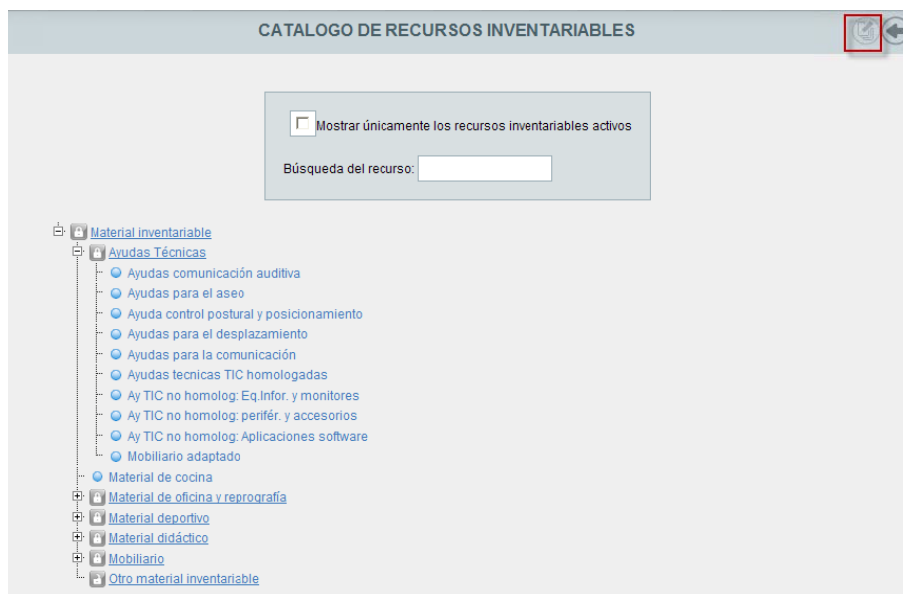 CATALOGO DE RECURSOS INVENTARIABLES
Mostrar únicamente los recursos inventariables activos
Búsqueda del recurso:
Material inventariable
Ayudas Técnicas
Ayudas comunicación auditiva
Ayudas para el aseo
Ayuda control postural y posicionamiento
Ayudas para el desplazamiento
Ayudas para la comunicación
Ayudas tecnicas TIC homologadas
Ay TIC no homolog: Eq.Infor. y monitores
Ay TIC no homolog: perifér. y accesorios
Ay TIC no homolog: Aplicaciones software
Mobiliario adaptado
Material de cocina
Material de oficina y reprografía
Material deportivo
Material didáctico
Mobiliario
Otro material inventariable